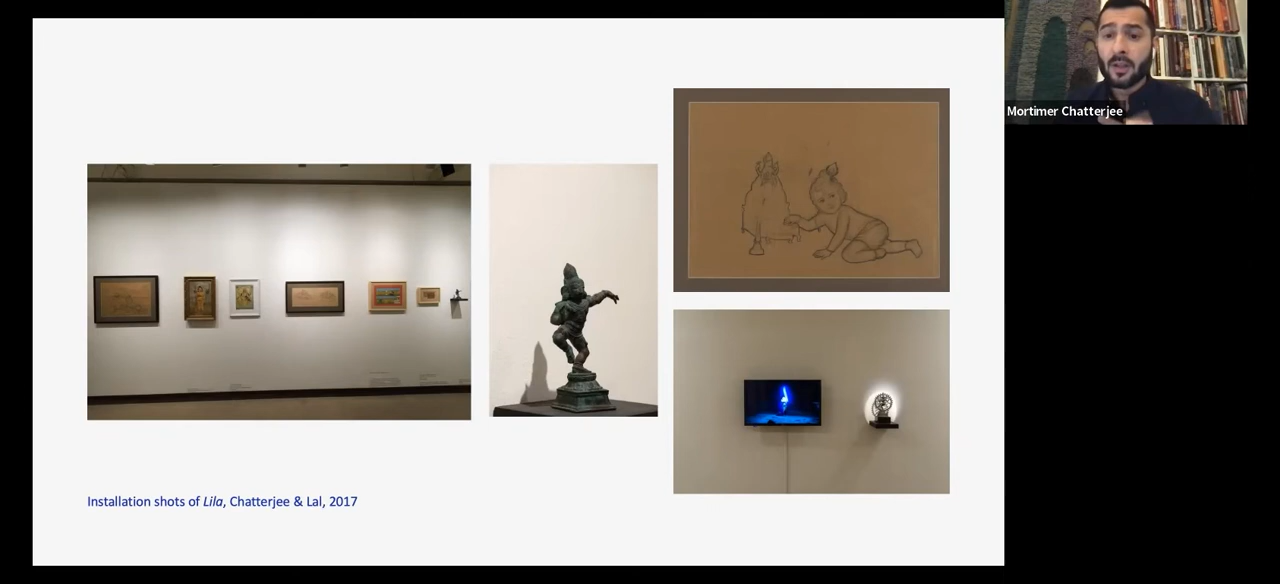 Mortimer Chatterjee
Installation shots of Lila, Chatterjee & Lal, 2017